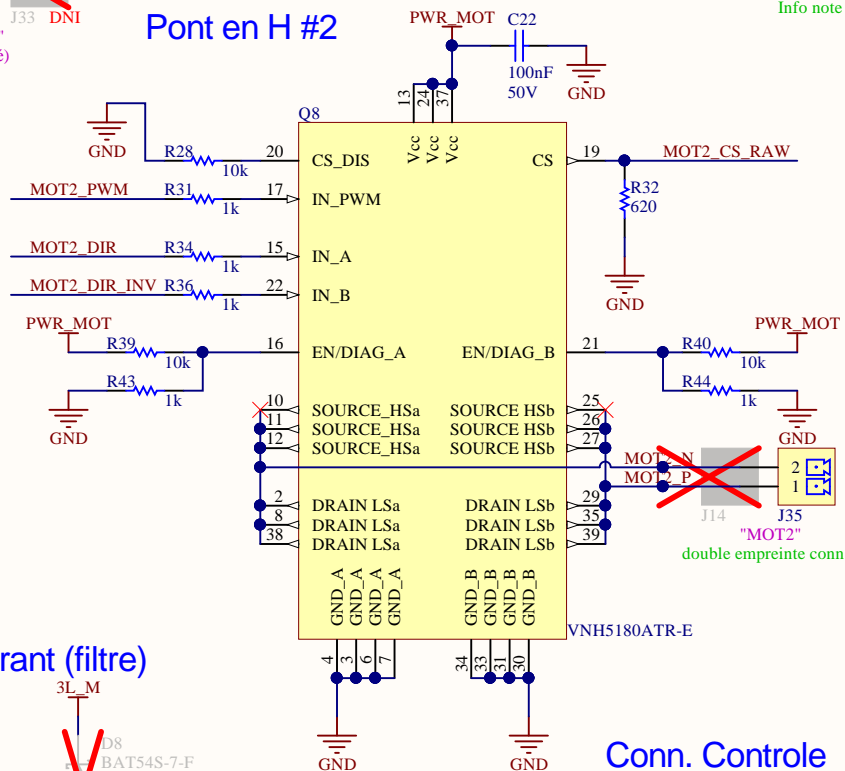 J33 DNI
Info note
Pont en H #2
"
é)
PWR_MOT
C22
100nF
50V
GND
Q8
13
24
37
Vcc
Vcc
Vcc
GND
R28
10k
20
CS_DIS
CS
19
MOT2_CS_RAW
MOT2_PWM
R31
1k
17
IN_PWM
R32
620
GND
MOT2_DIR
R34
1k
15
IN_A
MOT2_DIR_INV
R36
1k
22
IN_B
PWR_MOT
R39
10k
16
EN/DIAG_A
EN/DIAG_B
21
R40
10k
PWR_MOT
R43
1k
GND
R44
1k
GND
10
SOURCE_HSa
SOURCE HSb
25
11
SOURCE_HSa
SOURCE HSb
26
12
SOURCE_HSa
SOURCE HSb
27
MOT2_N
2
MOT2_P
1
J14
J35
"MOT2"
double empreinte conn
2
DRAIN LSa
DRAIN LSb
29
8
DRAIN LSa
DRAIN LSb
35
38
DRAIN LSa
DRAIN LSb
39
GND_A
GND_A
GND_A
GND_A
GND_B
GND_B
GND_B
GND_B
VNH5180ATR-E
4
3
6
7
34
33
31
30
GND
GND
rant (filtre)
3L_M
D8
BAT54S-7-F
Conn. Controle